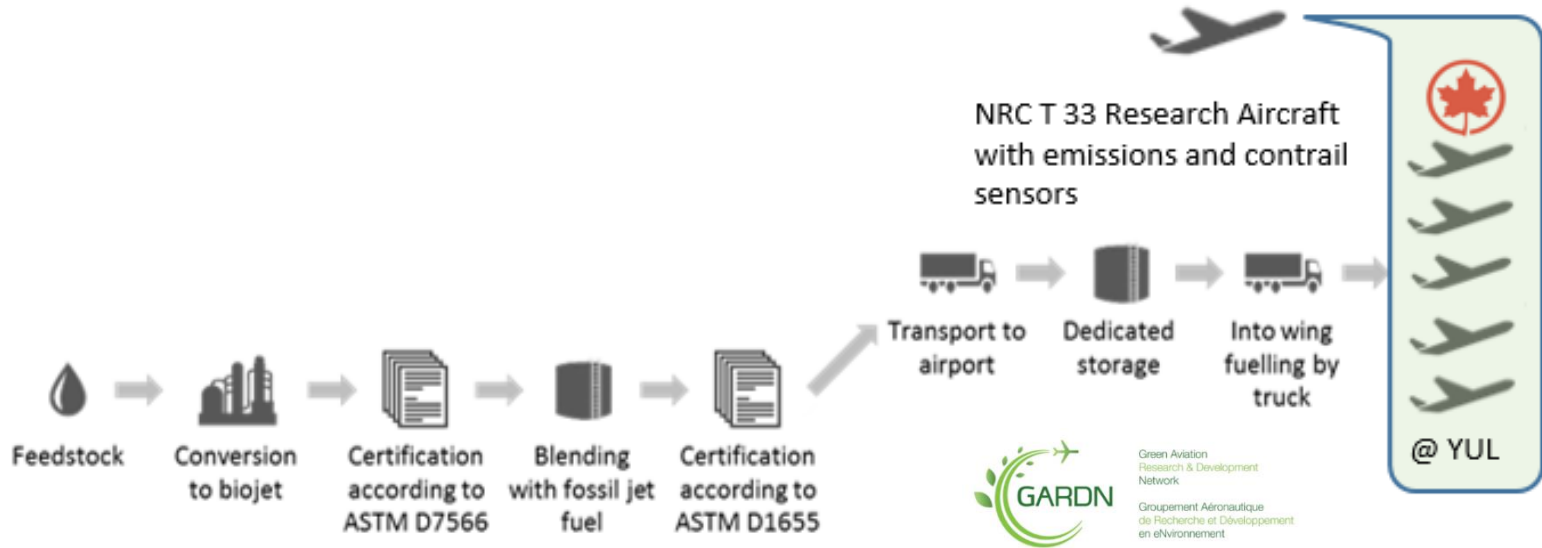 NRC T 33 Research Aircraft
with emissions and contrail
sensors
Transport to
airport
Dedicated
storage
Into wing
fuelling by
truck
@ YUL
Feedstock
Conversion
to biojet
Certification
according to
ASTM D7566
Blending
with fossil jet
fuel
Certification
according to
ASTM D1655
GARDN
Green Aviation
Research & Development
Network
Groupement Aéronautique
de Recherche et Développement
en eNvironnement